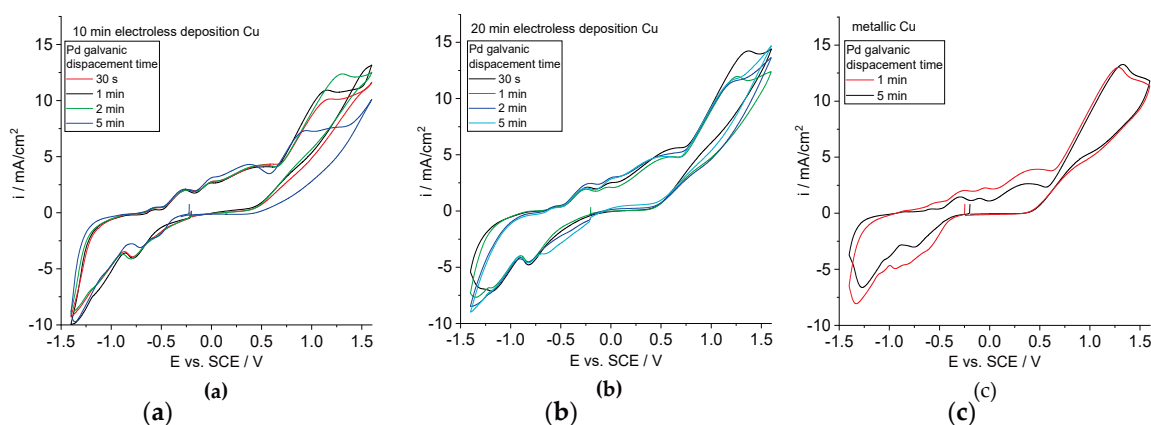 10 min electroless deposition Cu
Pd galvanic
dispacement time
30 s
1 min
2 min
5 min
15
10
5
0
-5
-10
i / mA/cm²
-1.5 -1.0 -0.5 0.0 0.5 1.0 1.5
E vs. SCE / V
(a)
(a)
20 min electroless deposition Cu
Pd galvanic
dispacement time
30 s
1 min
2 min
5 min
15
10
5
0
-5
-10
i / mA/cm²
-1.5 -1.0 -0.5 0.0 0.5 1.0 1.5
E vs. SCE / V
(b)
(b)
metallic Cu
Pd galvanic
dispacement time
1 min
5 min
15
10
5
0
-5
-10
i / mA/cm²
-1.5 -1.0 -0.5 0.0 0.5 1.0 1.5
E vs. SCE / V
(c)
(c)